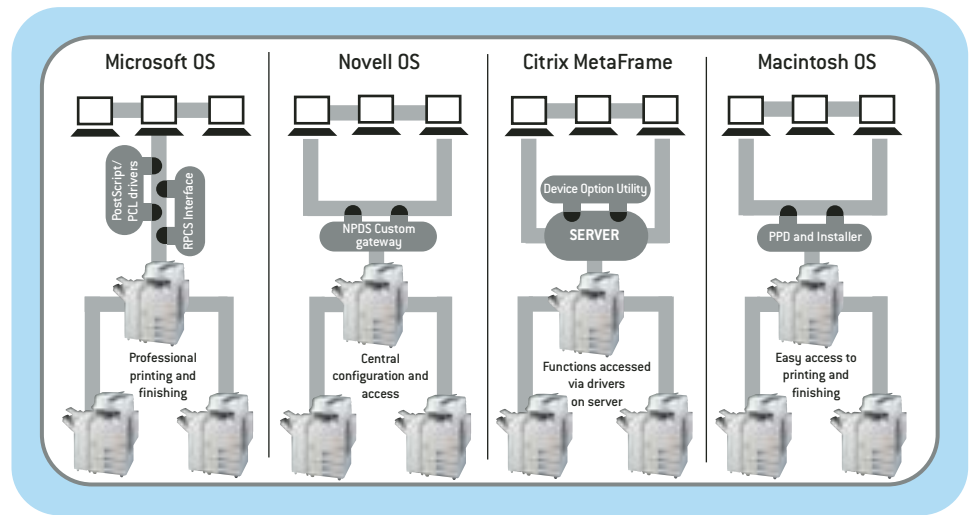 Microsoft OS
PostScript/
PCL drivers
RPCS Interface
Professional
printing and
finishing
Novell OS
NPDS Custom
gateway
Central
configuration and
access
Citrix MetaFrame
Device Option Utility
SERVER
Functions accessed
via drivers
on server
Macintosh OS
PPD and Installer
Easy access to
printing and
finishing